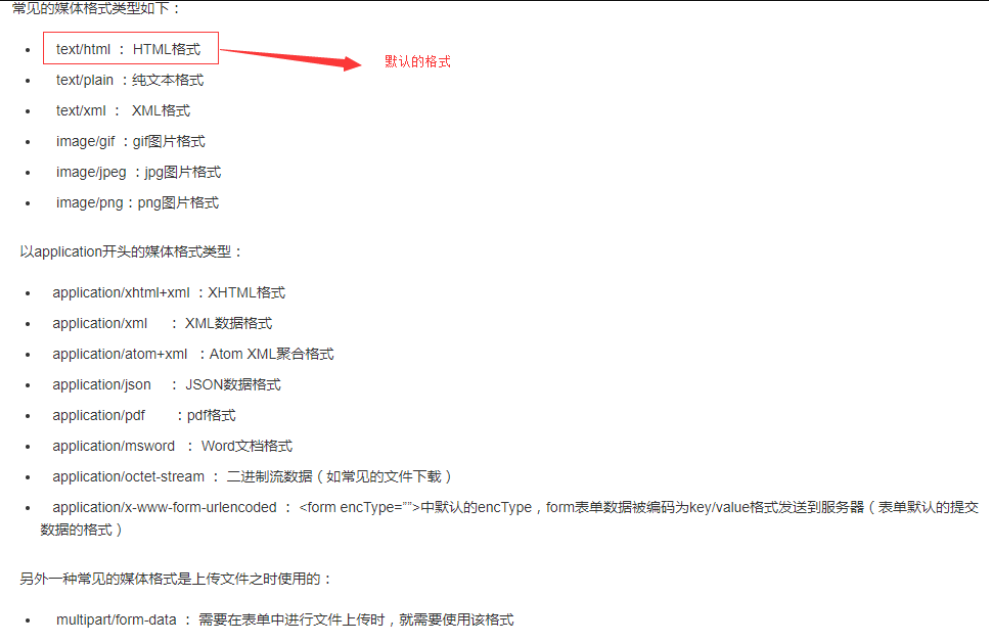 常见的媒体格式类型如下：
text/html ： HTML格式
默认的格式
text/plain ：纯文本格式
text/xml ： XML格式
image/gif ：gif图片格式
image/jpeg ：jpg图片格式
image/png：png图片格式
以application开头的媒体格式类型：
application/xhtml+xml ：XHTML格式
application/xml ： XML数据格式
application/atom+xml ：Atom XML聚合格式
application/json ： JSON数据格式
application/pdf ：pdf格式
application/msword ： Word文档格式
application/octet-stream ： 二进制流数据（如常见的文件下载）
application/x-www-form-urlencoded ： <form encType="">中默认的encType，form表单数据被编码为key/value格式发送到服务器（表单默认的提交
数据的格式）
另外一种常见的媒体格式是上传文件之时使用的：
multipart/form-data ： 需要在表单中进行文件上传时，就需要使用该格式